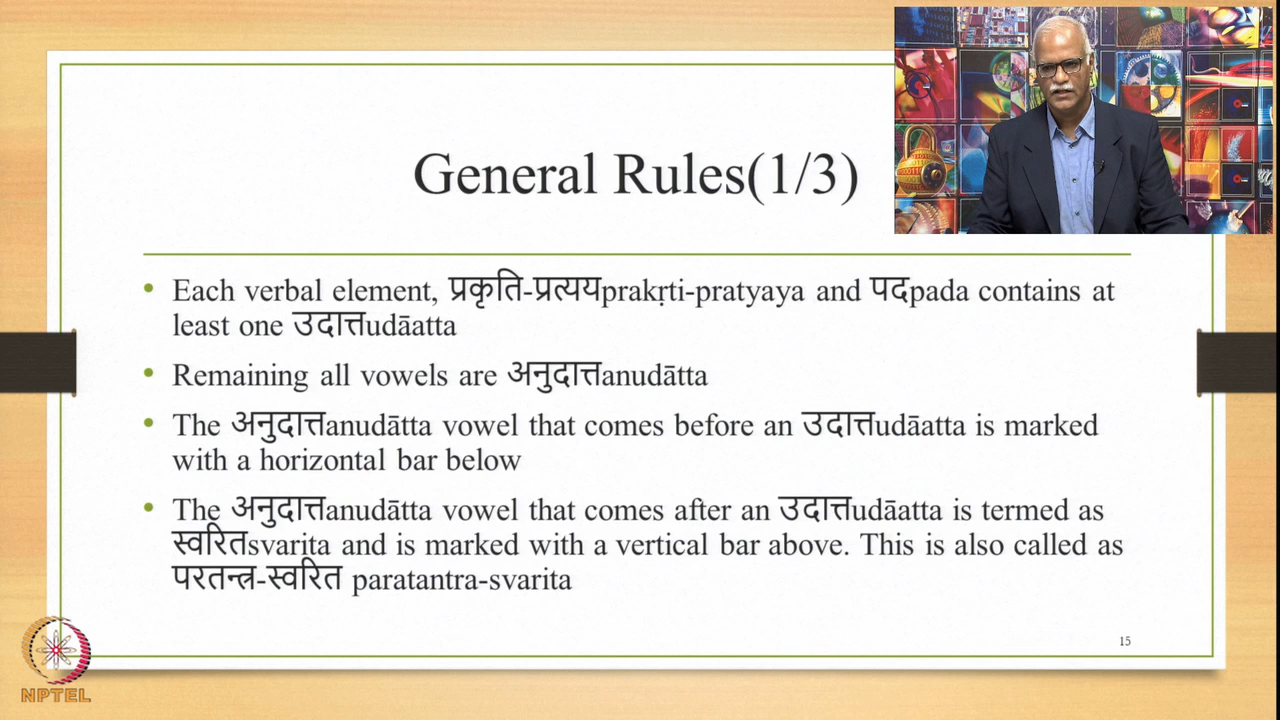 General Rules(1/3)
• Each verbal element, प्रकृति-प्रत्ययprakṛti-pratyaya and पदpada contains at
least one उदात्तudāatta
• Remaining all vowels are अनुदात्तanudātta
• The अनुदात्तanudātta vowel that comes before an उदात्तudāatta is marked
with a horizontal bar below
• The अनुदात्तanudātta vowel that comes after an उदात्तudāatta is termed as
स्वरितsvarita and is marked with a vertical bar above. This is also called as
परतन्त्र-स्वरित paratantra-svarita
15
NPTEL